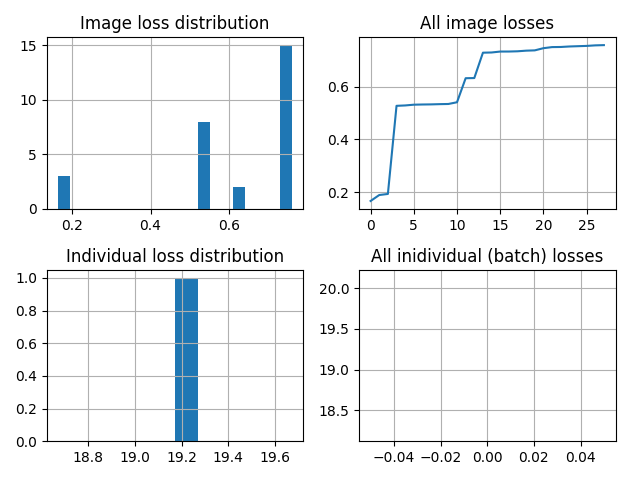 Image loss distribution
15
10
5
0
0.2 0.4 0.6
All image losses
0.6
0.4
0.2
0 5 10 15 20 25
Individual loss distribution
1.0
0.8
0.6
0.4
0.2
0.0
18.8 19.0 19.2 19.4 19.6
All inidividual (batch) losses
20.0
19.5
19.0
18.5
−0.04 −0.02 0.00 0.02 0.04